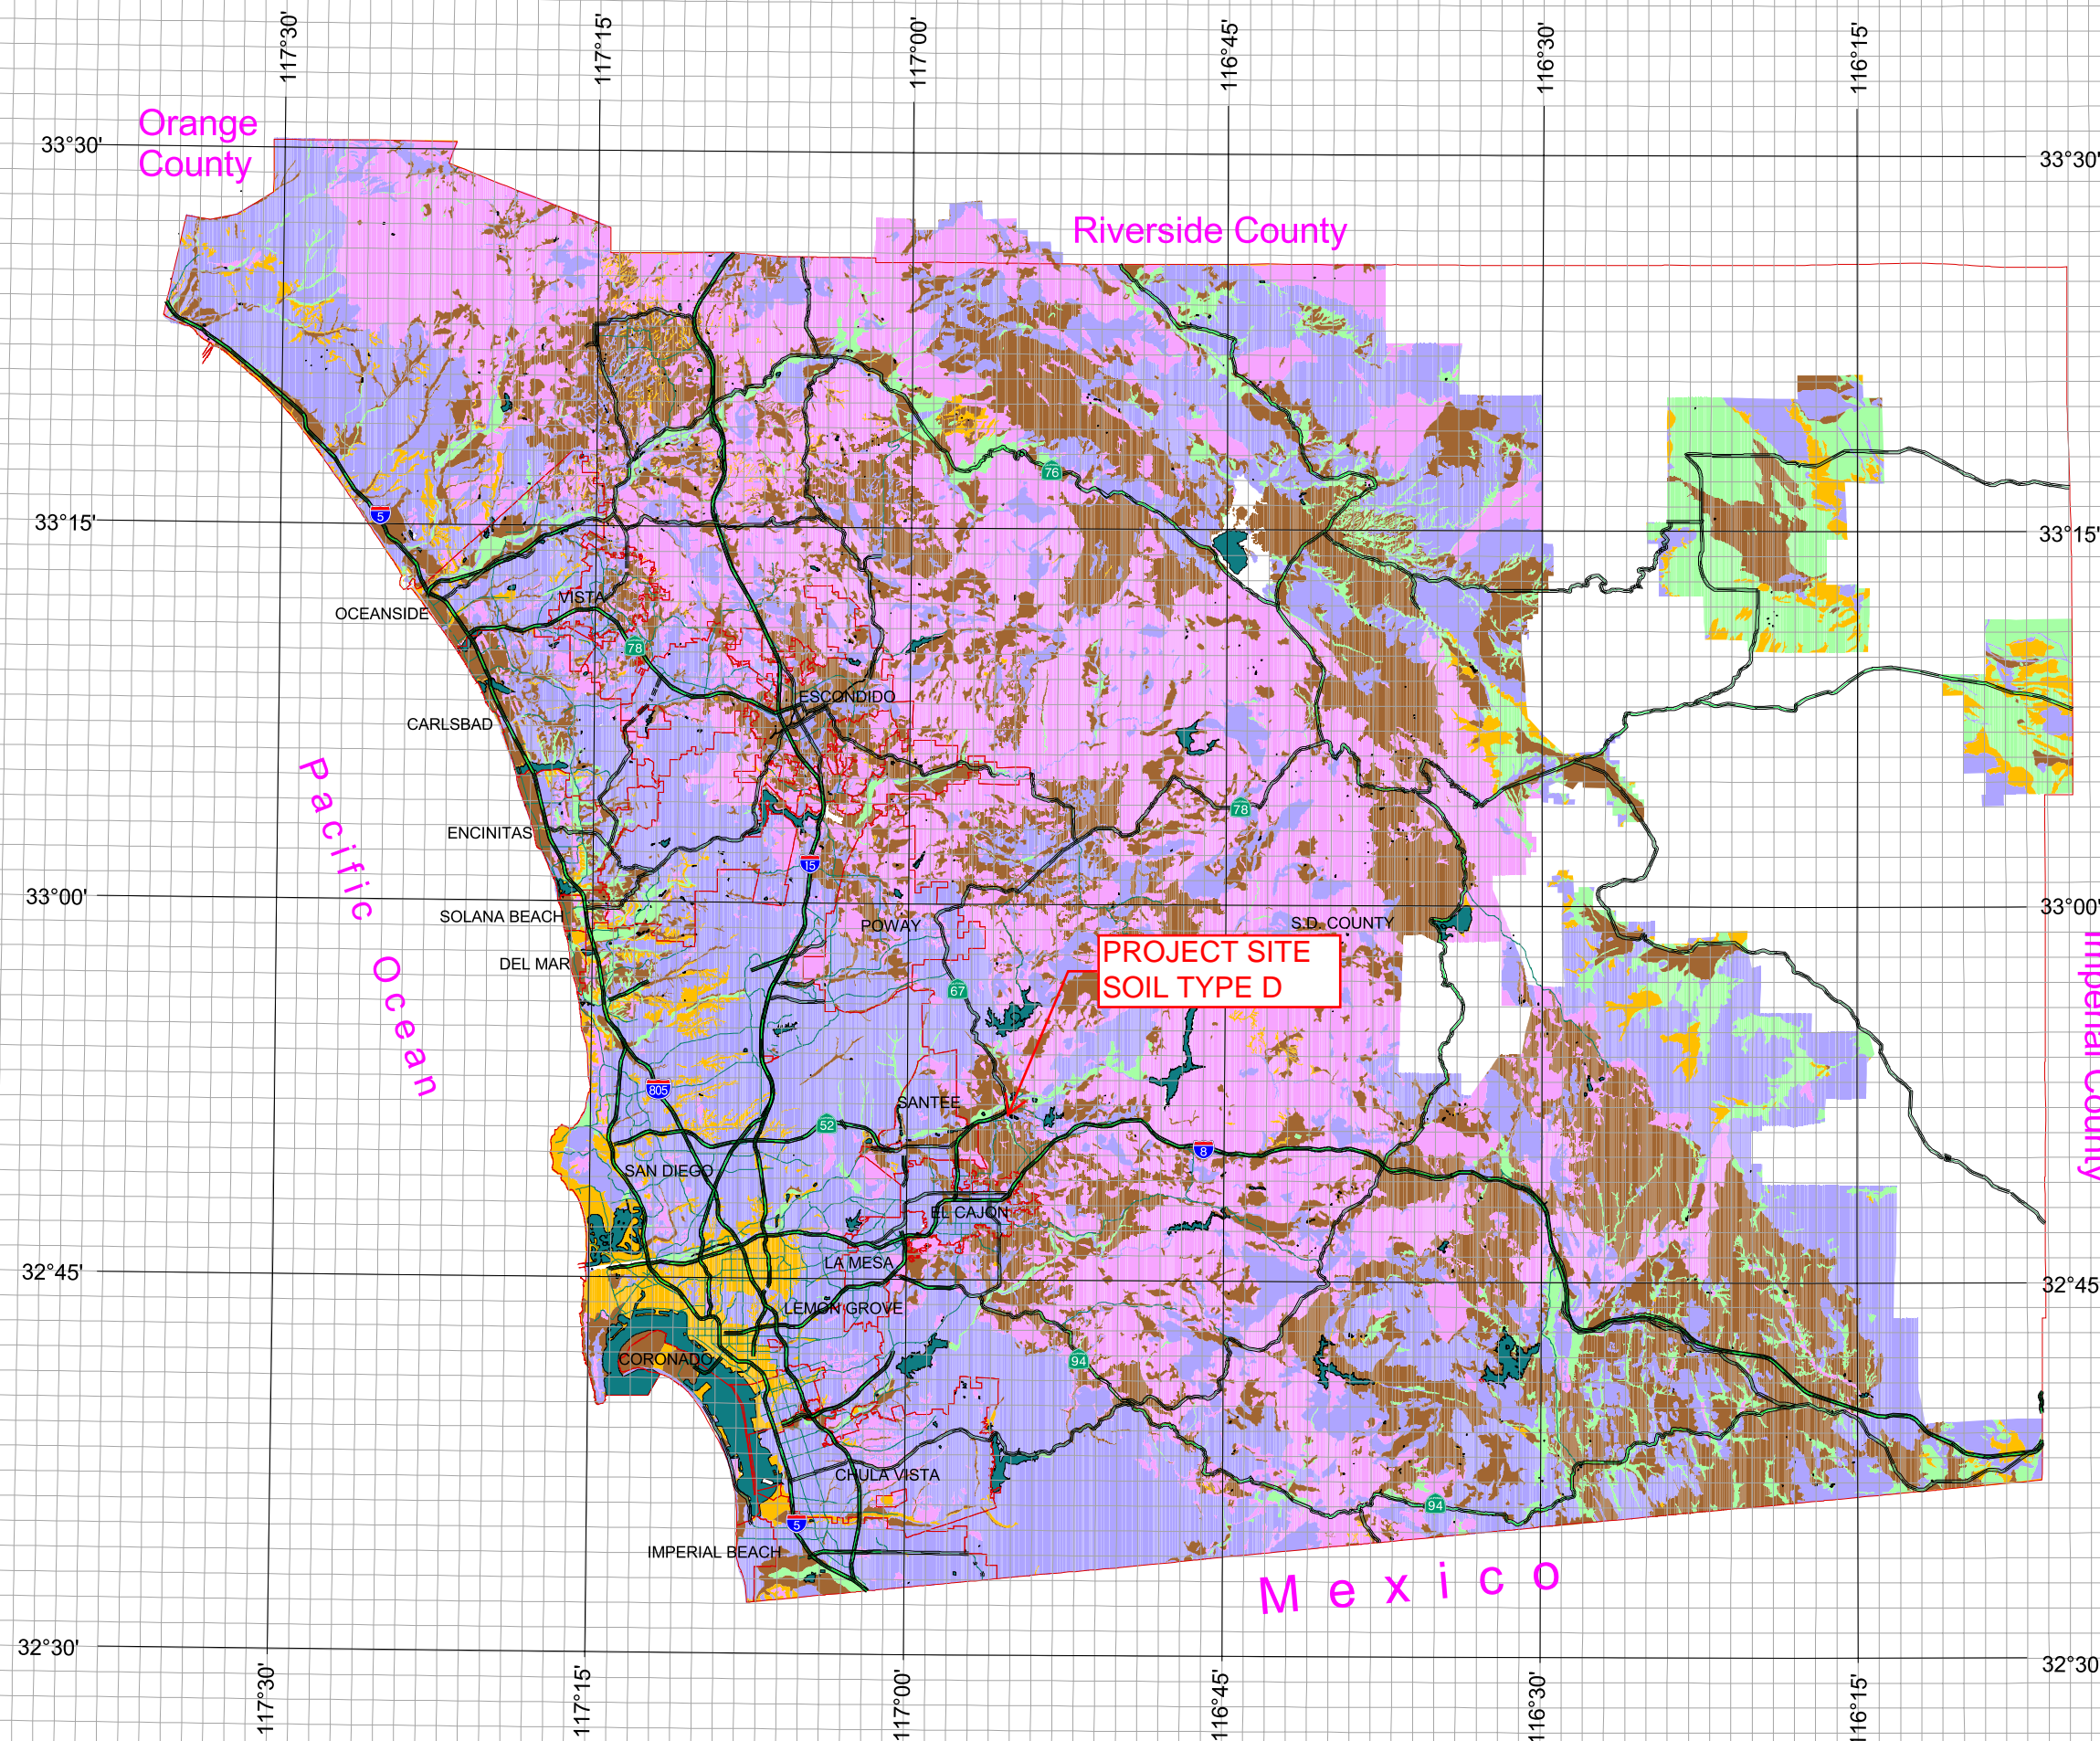 117°30'
117°15'
117°00'
116°45'
116°30'
116°15'
Orange
County
33°30'
33°30'
Riverside County
76
5
33°15'
33°15'
VISTA
OCEANSIDE
78
ESCONDIDO
CARLSBAD
Pacific Ocean
78
ENCINITAS
15
33°00'
33°00'
SOLANA BEACH
POWAY
S.D. COUNTY
Imperial County
DEL MAR
PROJECT SITE
SOIL TYPE D
67
805
SANTEE
52
8
SAN DIEGO
EL CAJON
LA MESA
32°45'
32°45'
LEMON GROVE
CORONADO
94
CHULA VISTA
94
5
IMPERIAL BEACH
Mexico
32°30'
32°30
117°30'
117°15'
117°00'
116°45'
116°30'
116°15'